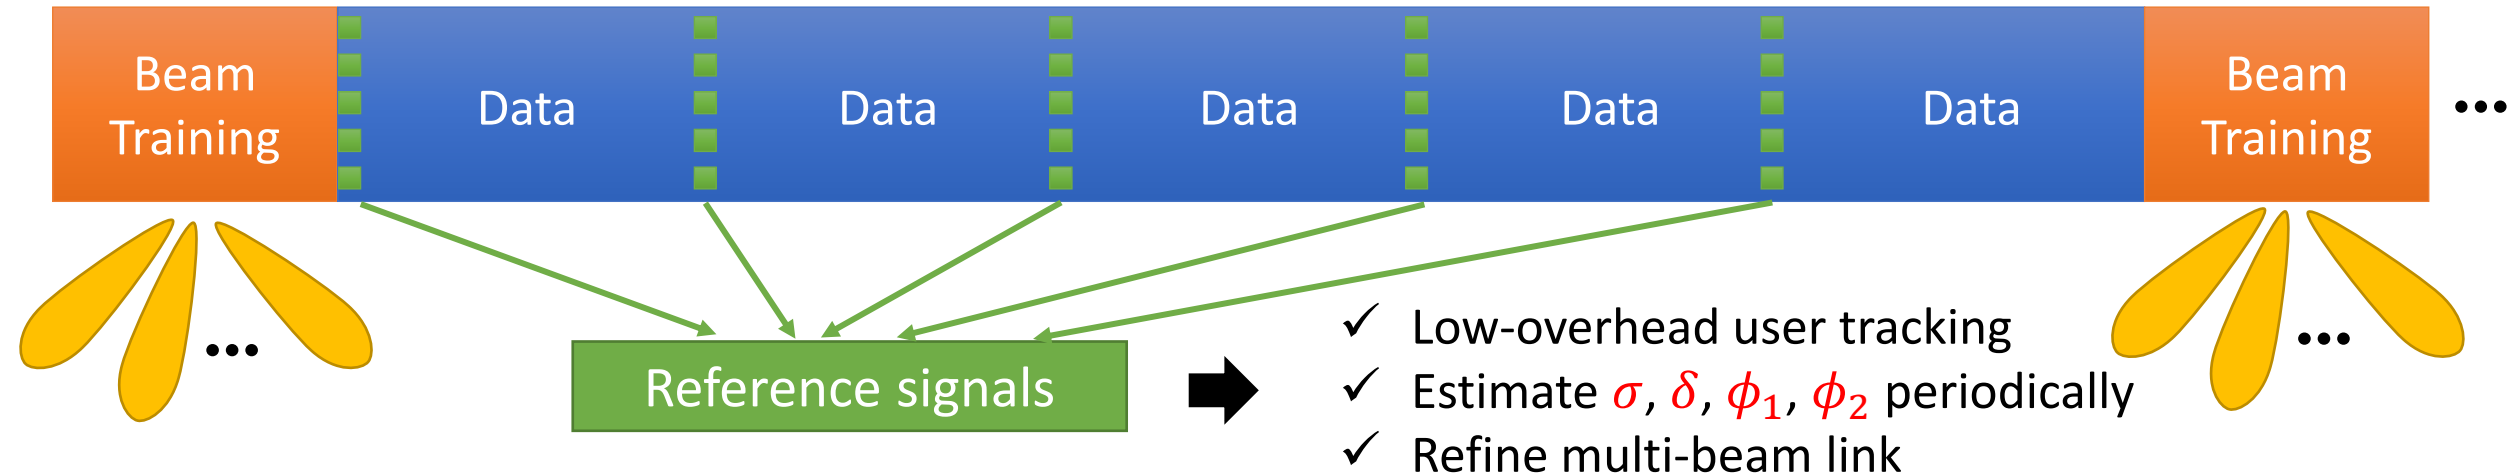 Beam
Training
Data
Data
Data
Data
Data
Beam
Training
Reference signals
✓ Low-overhead user tracking
✓ Estimate σ, δ, ϕ₁, ϕ₂ periodically
✓ Refine multi-beam link